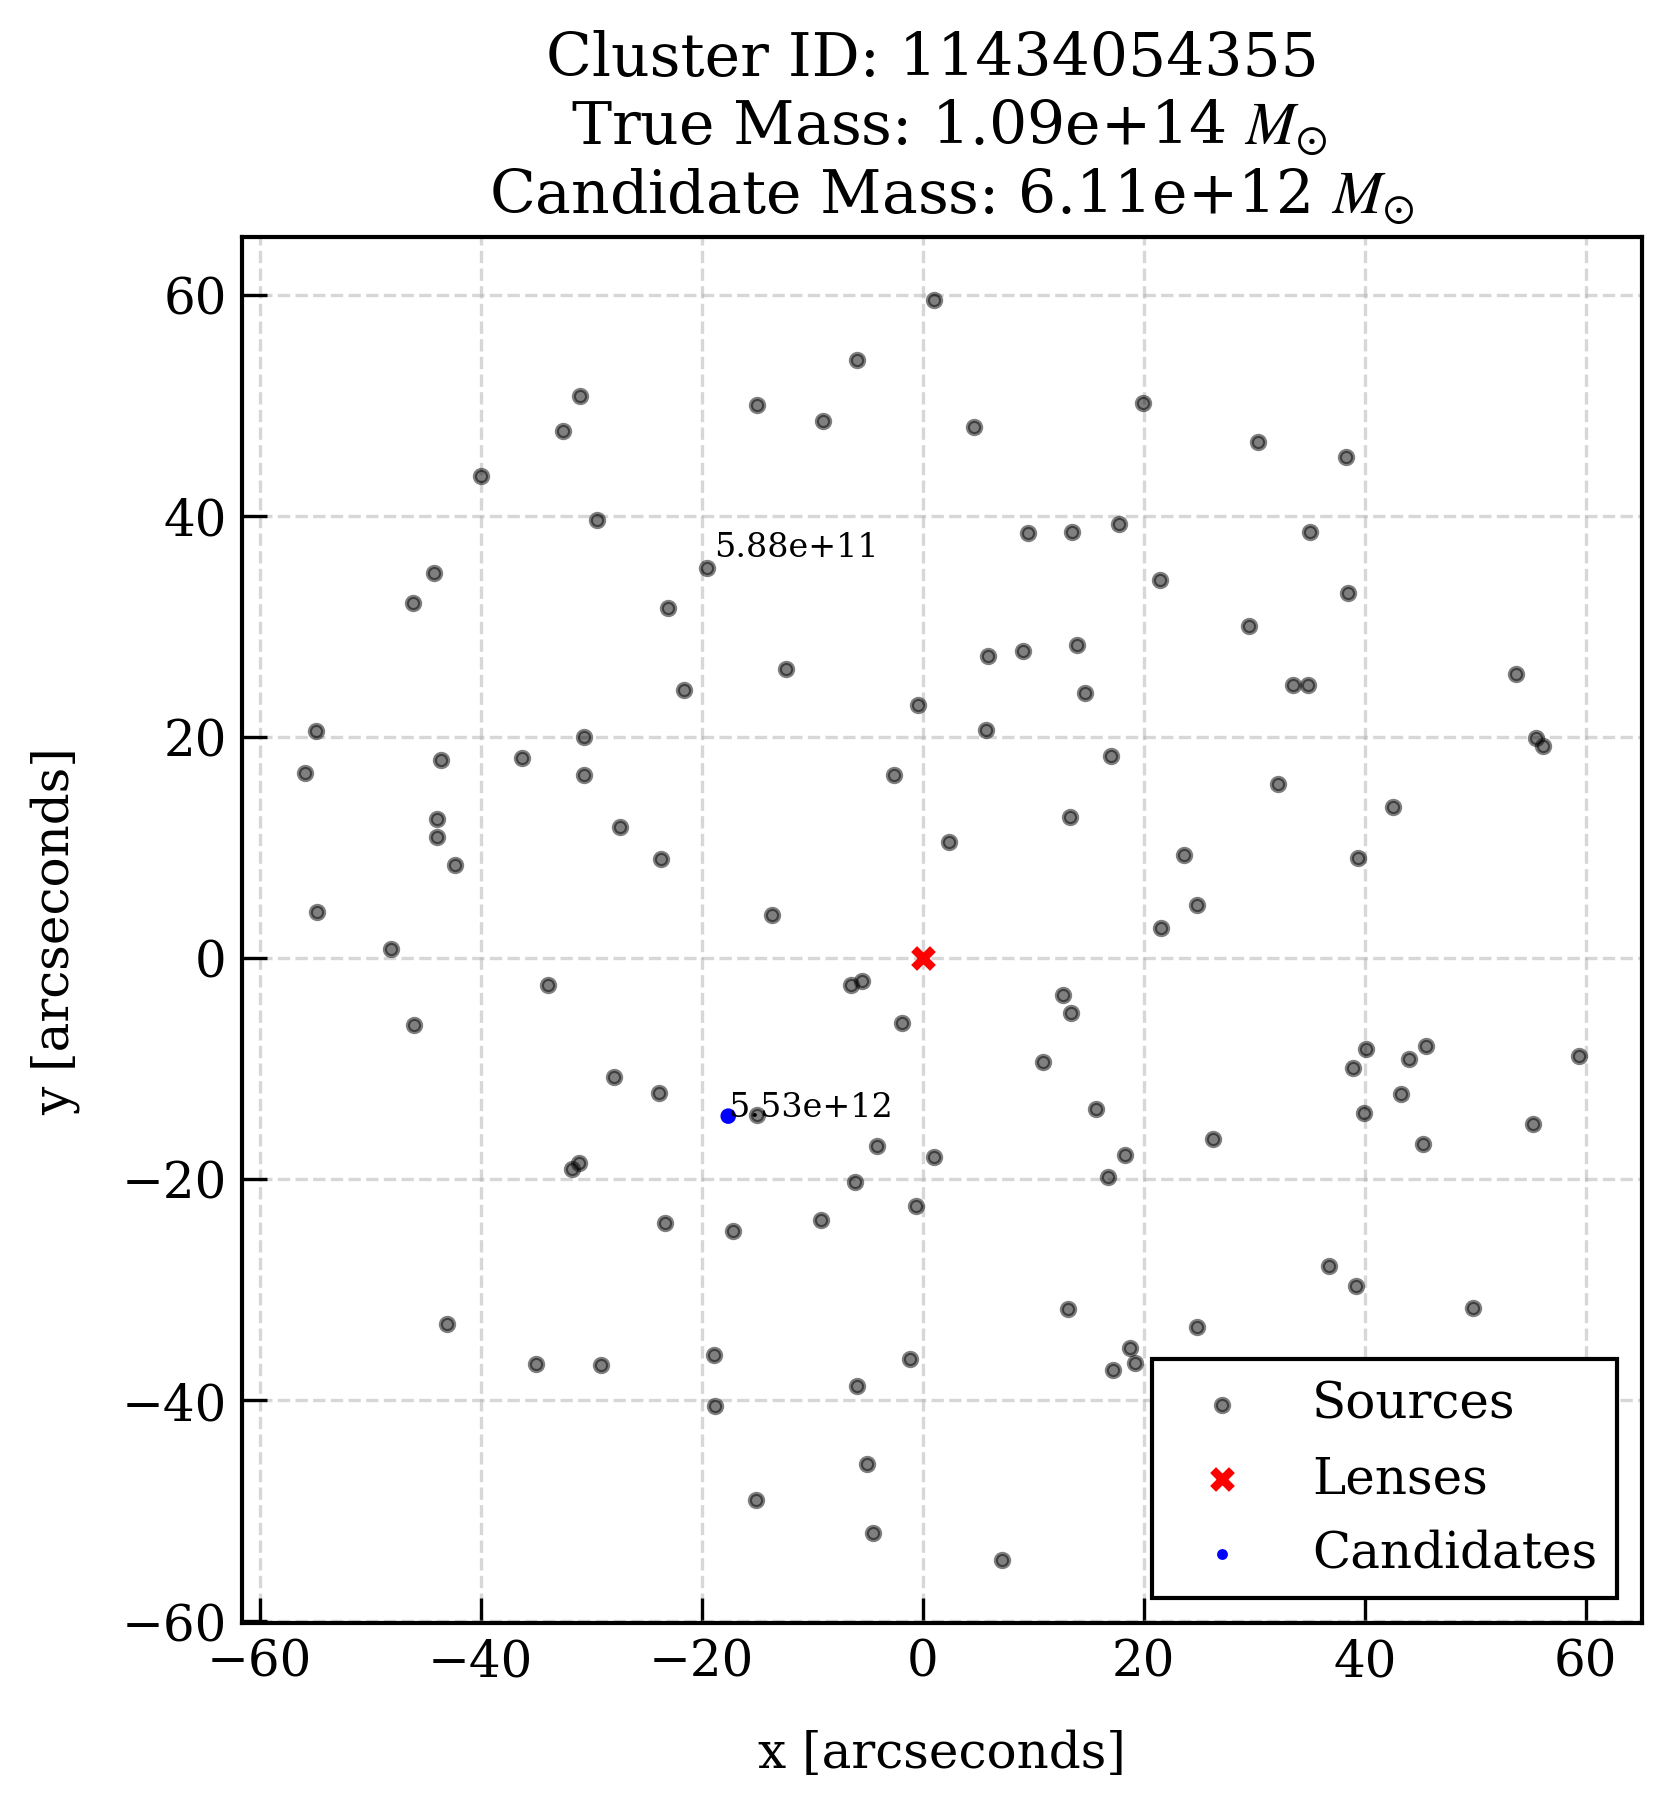 Cluster ID: 11434054355
True Mass: 1.09e+14 M⊙
Candidate Mass: 6.11e+12 M⊙
60
40
20
0
−20
−40
−60
y [arcseconds]
5.88e+11
5.53e+12
Sources
Lenses
Candidates
−60 −40 −20 0 20 40 60
x [arcseconds]